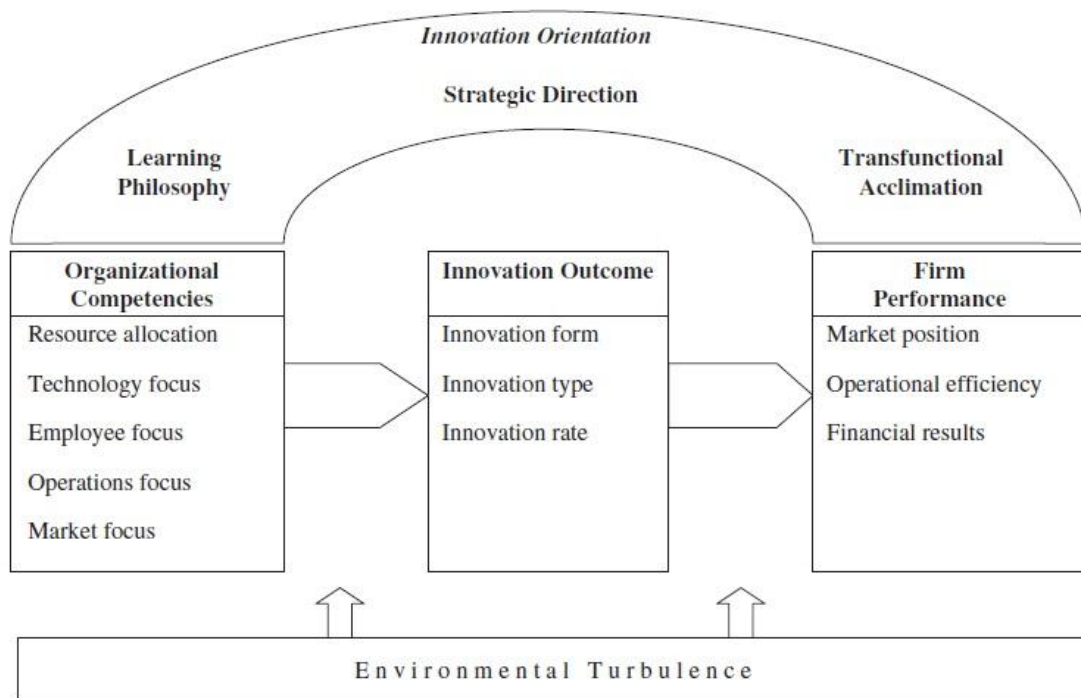 Innovation Orientation
Strategic Direction
Learning
Philosophy
Transfunctional
Acclimation
Organizational
Competencies
Resource allocation
Technology focus
Employee focus
Operations focus
Market focus
Innovation Outcome
Innovation form
Innovation type
Innovation rate
Firm
Performance
Market position
Operational efficiency
Financial results
Environmental Turbulence